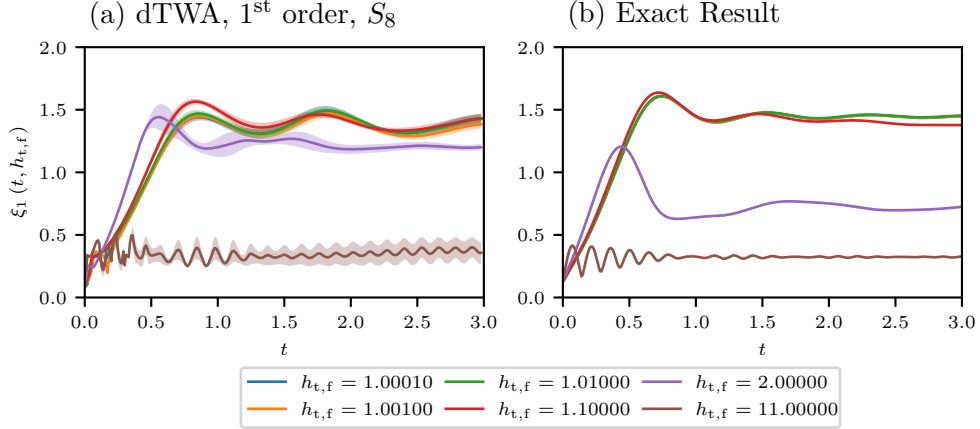 (a) dTWA, 1st order, S8
(b) Exact Result
ξ1 (t, ht,f)
2.0
1.5
1.0
0.5
0.0
0.0 0.5 1.0 1.5 2.0 2.5 3.0
t
2.0
1.5
1.0
0.5
0.0
0.0 0.5 1.0 1.5 2.0 2.5 3.0
t
ht,f = 1.00010 ht,f = 1.01000 ht,f = 2.00000
ht,f = 1.00100 ht,f = 1.10000 ht,f = 11.00000